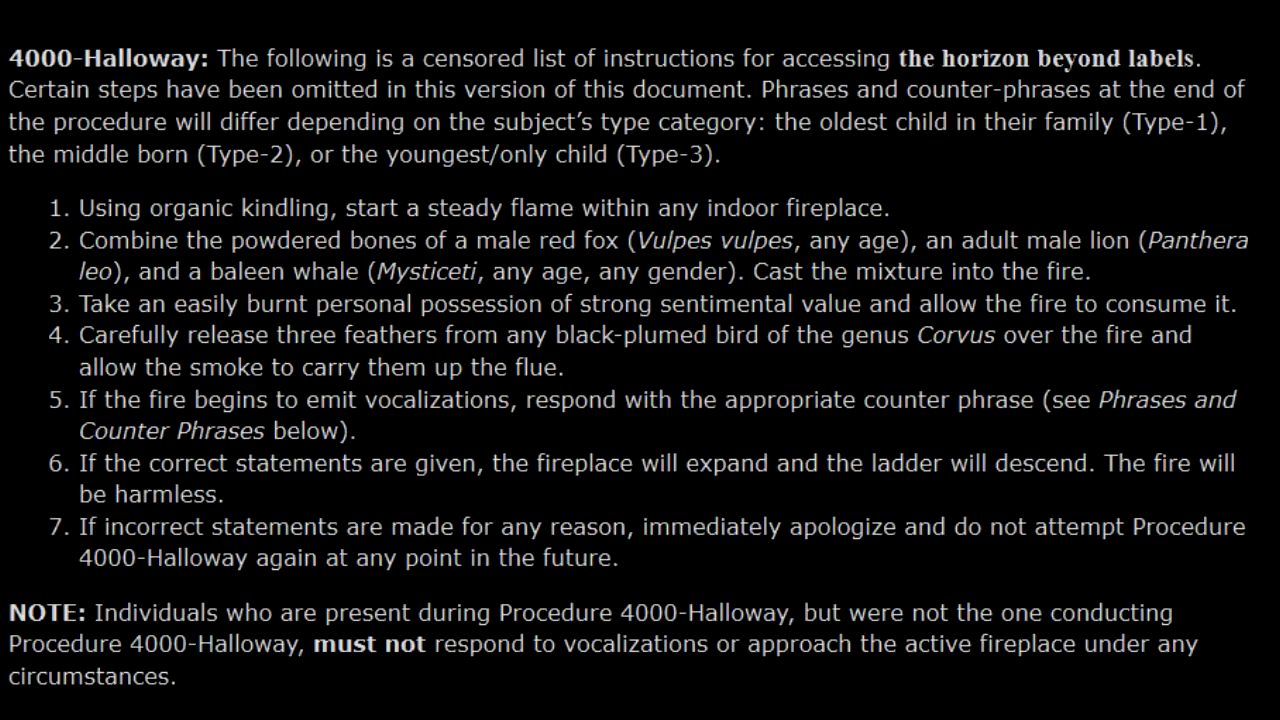 4000-Halloway: The following is a censored list of instructions for accessing the horizon beyond labels.
Certain steps have been omitted in this version of this document. Phrases and counter-phrases at the end of
the procedure will differ depending on the subject's type category: the oldest child in their family (Type-1),
the middle born (Type-2), or the youngest/only child (Type-3).
1. Using organic kindling, start a steady flame within any indoor fireplace.
2. Combine the powdered bones of a male red fox (Vulpes vulpes, any age), an adult male lion (Panthera
leo), and a baleen whale (Mysticeti, any age, any gender). Cast the mixture into the fire.
3. Take an easily burnt personal possession of strong sentimental value and allow the fire to consume it.
4. Carefully release three feathers from any black-plumed bird of the genus Corvus over the fire and
allow the smoke to carry them up the flue.
5. If the fire begins to emit vocalizations, respond with the appropriate counter phrase (see Phrases and
Counter Phrases below).
6. If the correct statements are given, the fireplace will expand and the ladder will descend. The fire will
be harmless.
7. If incorrect statements are made for any reason, immediately apologize and do not attempt Procedure
4000-Halloway again at any point in the future.
NOTE: Individuals who are present during Procedure 4000-Halloway, but were not the one conducting
Procedure 4000-Halloway, must not respond to vocalizations or approach the active fireplace under any
circumstances.